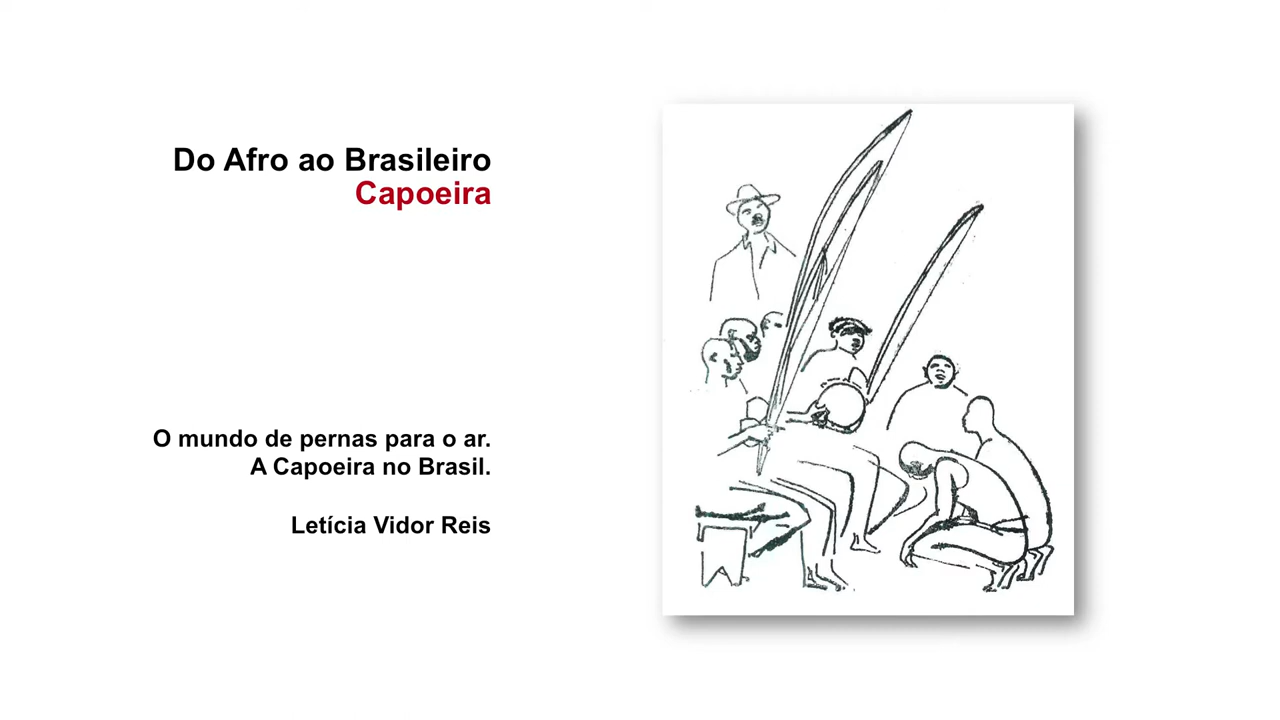 Do Afro ao Brasileiro
Capoeira
O mundo de pernas para o ar.
A Capoeira no Brasil.
Letícia Vidor Reis